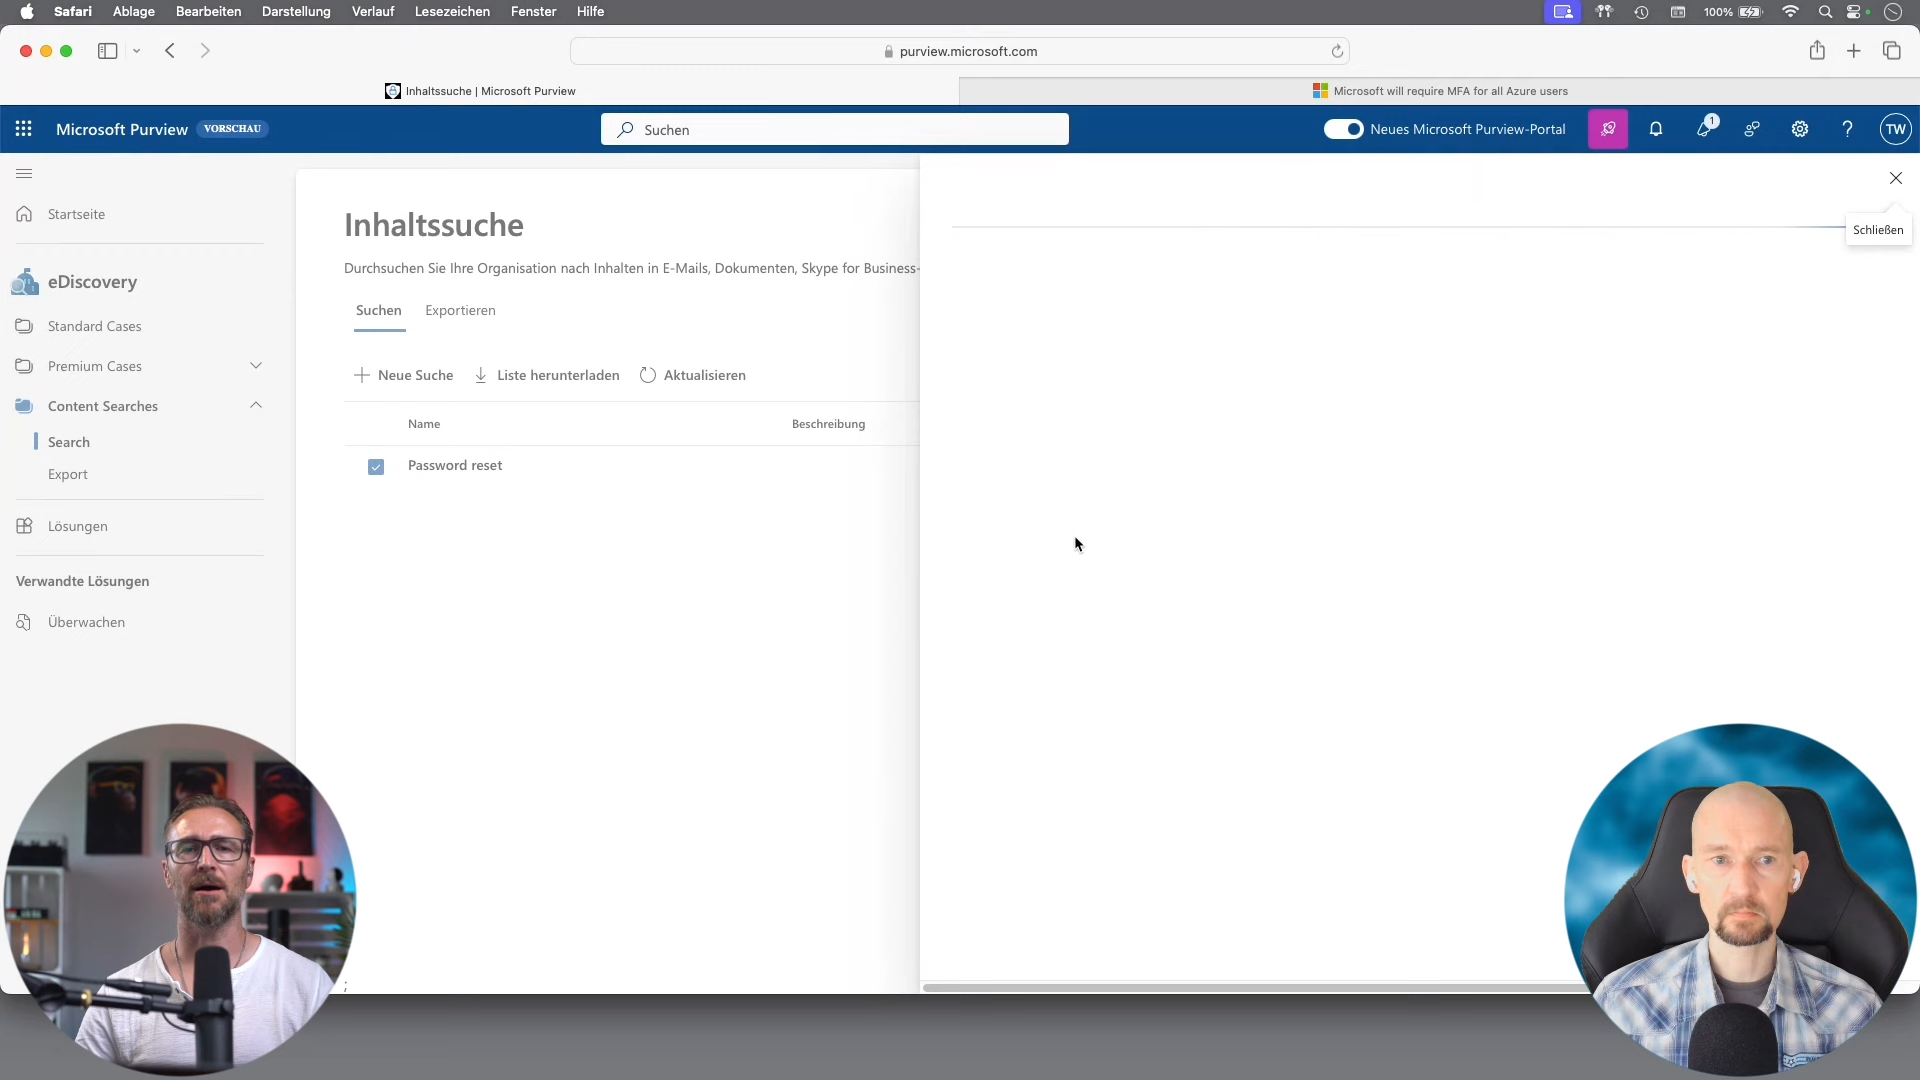 Safari Ablage Bearbeiten Darstellung Verlauf Lesezeichen Fenster Hilfe 100%
purview.microsoft.com
Inhaltssuche | Microsoft Purview
Microsoft will require MFA for all Azure users
Microsoft Purview VORSCHAU
Suchen
Neues Microsoft Purview-Portal
1
TW
Startseite
eDiscovery
Standard Cases
Premium Cases
Content Searches
Search
Export
Lösungen
Verwandte Lösungen
Überwachen
Inhaltssuche
Durchsuchen Sie Ihre Organisation nach Inhalten in E-Mails, Dokumenten, Skype for Business-
Suchen Exportieren
Neue Suche Liste herunterladen Aktualisieren
Name Beschreibung
Password reset
;
Schließen